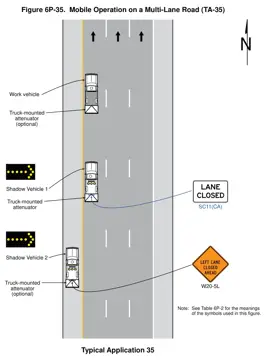 Figure 6P-35. Mobile Operation on a Multi-Lane Road (TA-35)
N
Work vehicle
Truck-mounted
attenuator
(optional)
Shadow Vehicle 1
Truck-mounted
attenuator
LANE
CLOSED
SC11(CA)
Shadow Vehicle 2
Truck-mounted
attenuator
(optional)
LEFT LANE
CLOSED
AHEAD
W20-5L
Note: See Table 6P-2 for the meanings
of the symbols used in this figure
Typical Application 35